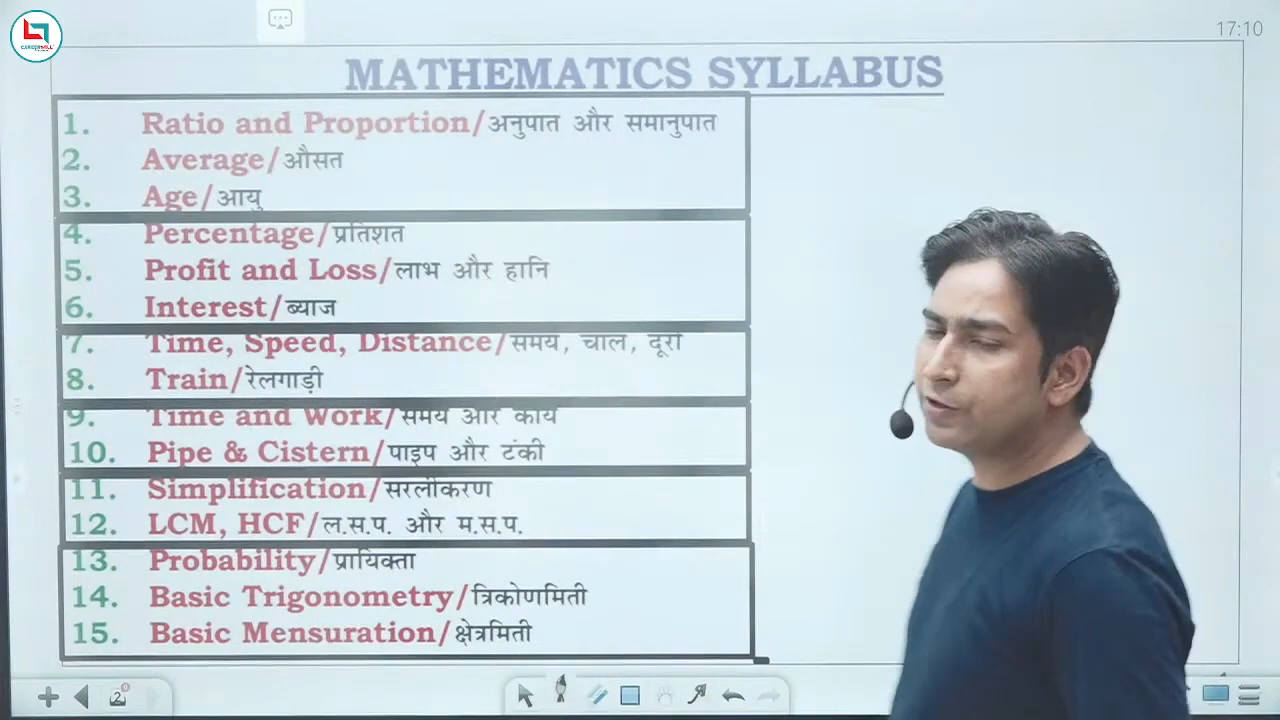 CAREERWILL
17:10
MATHEMATICS SYLLABUS
1. Ratio and Proportion/अनुपात और समानुपात
2. Average/औसत
3. Age/आयु
4. Percentage/प्रतिशत
5. Profit and Loss/लाभ और हानि
6. Interest/ब्याज
7. Time, Speed, Distance/समय, चाल, दूरी
8. Train/रेलगाड़ी
9. Time and Work/समय और कार्य
10. Pipe & Cistern/पाइप और टंकी
11. Simplification/सरलीकरण
12. LCM, HCF/ल.स.प. और म.स.प.
13. Probability/प्रायिक्ता
14. Basic Trigonometry/त्रिकोणमिती
15. Basic Mensuration/क्षेत्रमिती
2